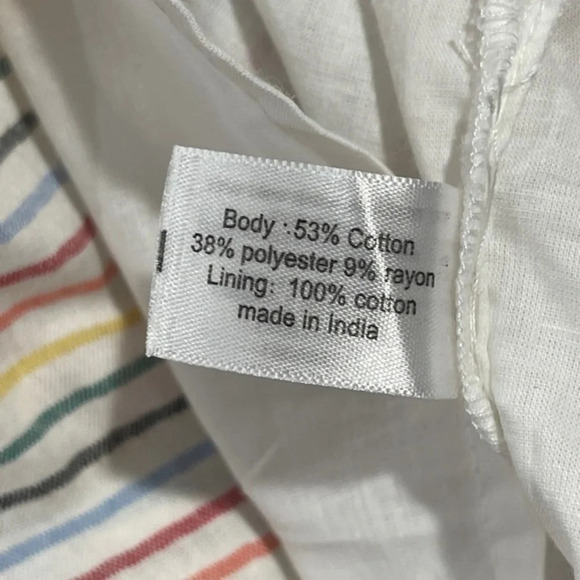 Body : 53% Cotton
38% polyester 9% rayon
Lining: 100% cotton
made in India